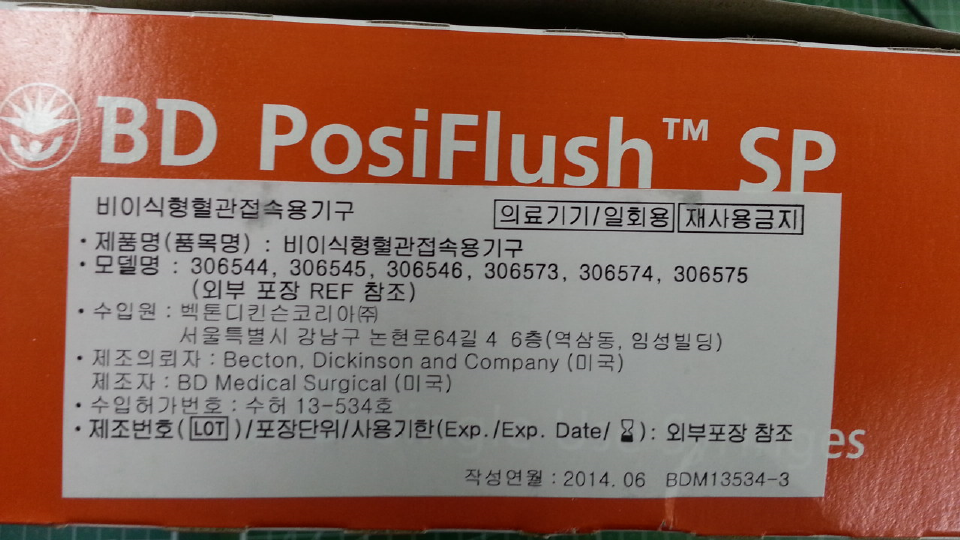 BD PosiFlush™ SP
비이식형혈관접속용기구 의료기기/일회용 재사용금지
· 제품명(품목명) : 비이식형혈관접속용기구
· 모델명 : 306544, 306545, 306546, 306573, 306574, 306575
(외부 포장 REF 참조)
· 수입원 : 벡톤디킨슨코리아㈜
서울특별시 강남구 논현로64길 4 6층(역삼동, 임성빌딩)
· 제조의뢰자 : Becton, Dickinson and Company (미국)
제조자 : BD Medical Surgical (미국)
· 수입허가번호 : 수허 13-534호
· 제조번호( LOT )/포장단위/사용기한(Exp./Exp. Date/ ⌛): 외부포장 참조
작성연월 : 2014. 06 BDM13534-3